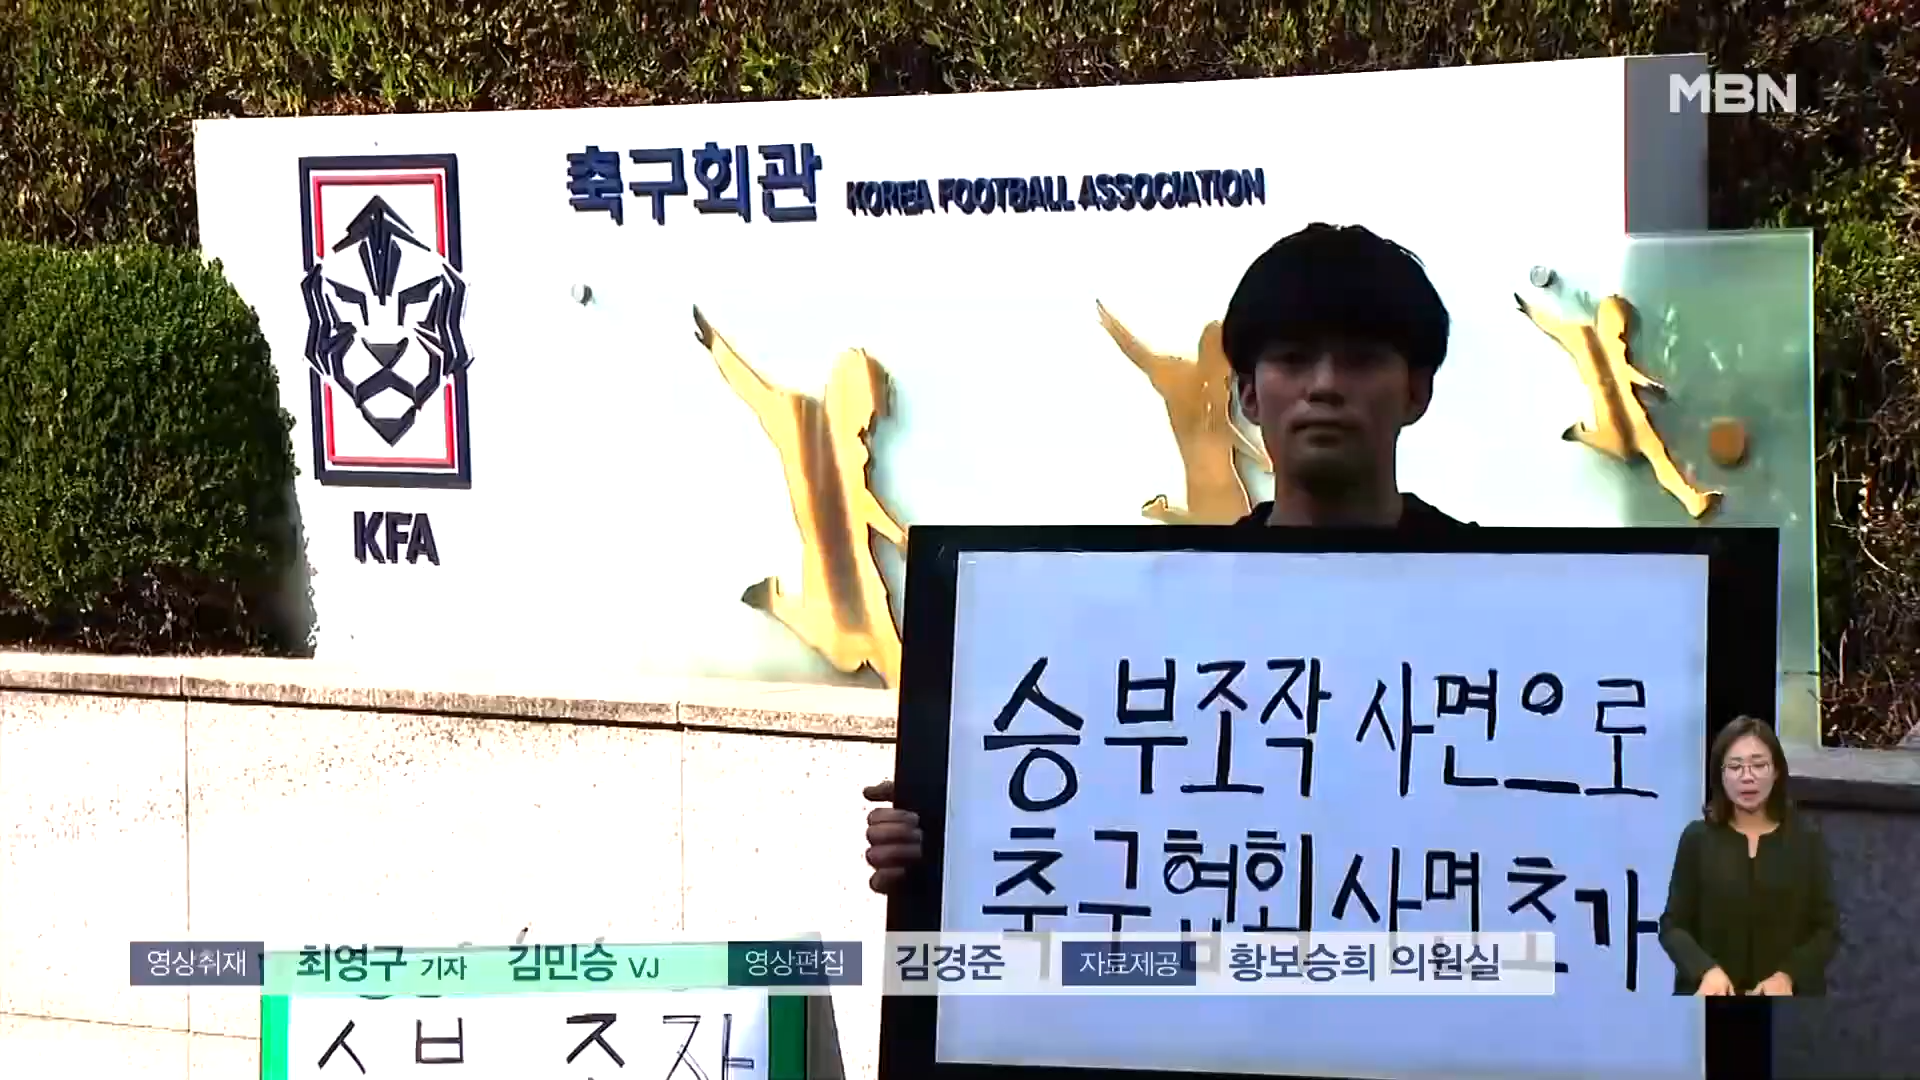 MBN
축구회관 KOREA FOOTBALL ASSOCIATION
KFA
승부조작 사면으로
축구협회 사면초가
영상취재 최영구 기자 김민승 VJ 영상편집 김경준 자료제공 황보승희 의원실